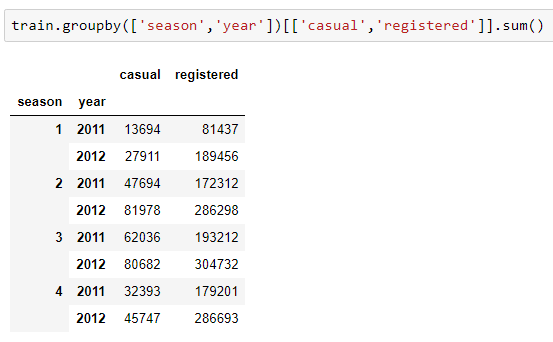 train.groupby(['season','year'])[['casual','registered']].sum()
casual registered
season year
1 2011 13694 81437
2012 27911 189456
2 2011 47694 172312
2012 81978 286298
3 2011 62036 193212
2012 80682 304732
4 2011 32393 179201
2012 45747 286693